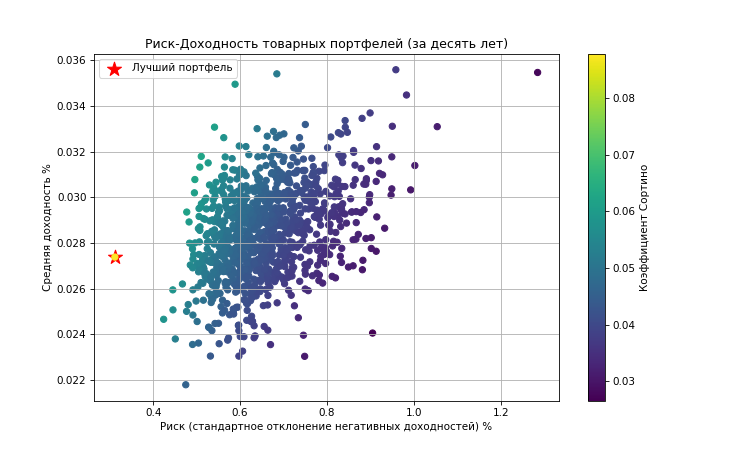 Риск-Доходность товарных портфелей (за десять лет)
Лучший портфель
Средняя доходность %
0.036
0.034
0.032
0.030
0.028
0.026
0.024
0.022
0.4 0.6 0.8 1.0 1.2
Риск (стандартное отклонение негативных доходностей) %
0.08
0.07
0.06
0.05
0.04
0.03
Коэффициент Сортино